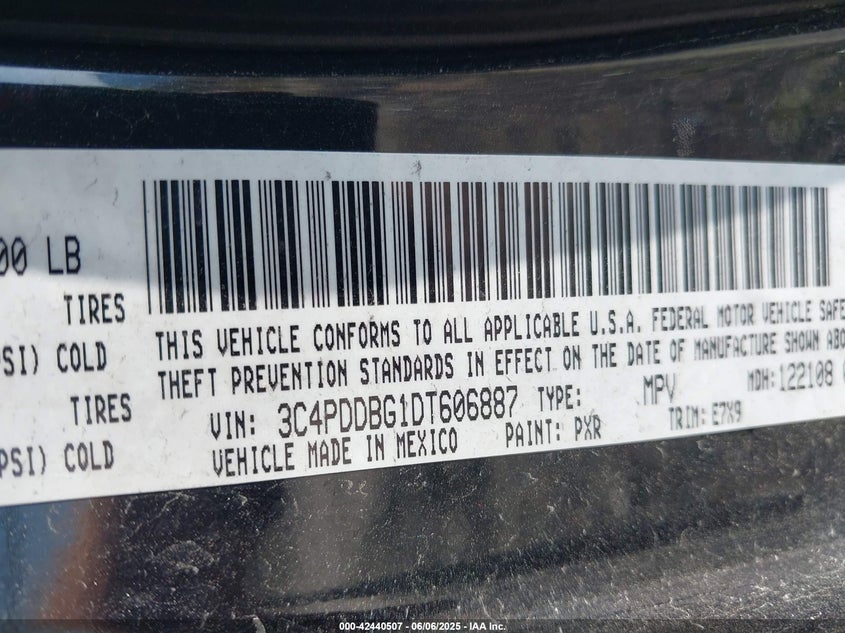 00 LB
TIRES
PSI) COLD
TIRES
PSI) COLD
THIS VEHICLE CONFORMS TO ALL APPLICABLE U.S.A. FEDERAL MOTOR VEHICLE SAFE
THEFT PREVENTION STANDARDS IN EFFECT ON THE DATE OF MANUFACTURE SHOWN ABO
VIN: 3C4PDDBG1DT606887 TYPE: MPV MDH: 122108
VEHICLE MADE IN MEXICO PAINT: PXR TRIM: E7X9
000-42440507 - 06/06/2025 - IAA Inc.